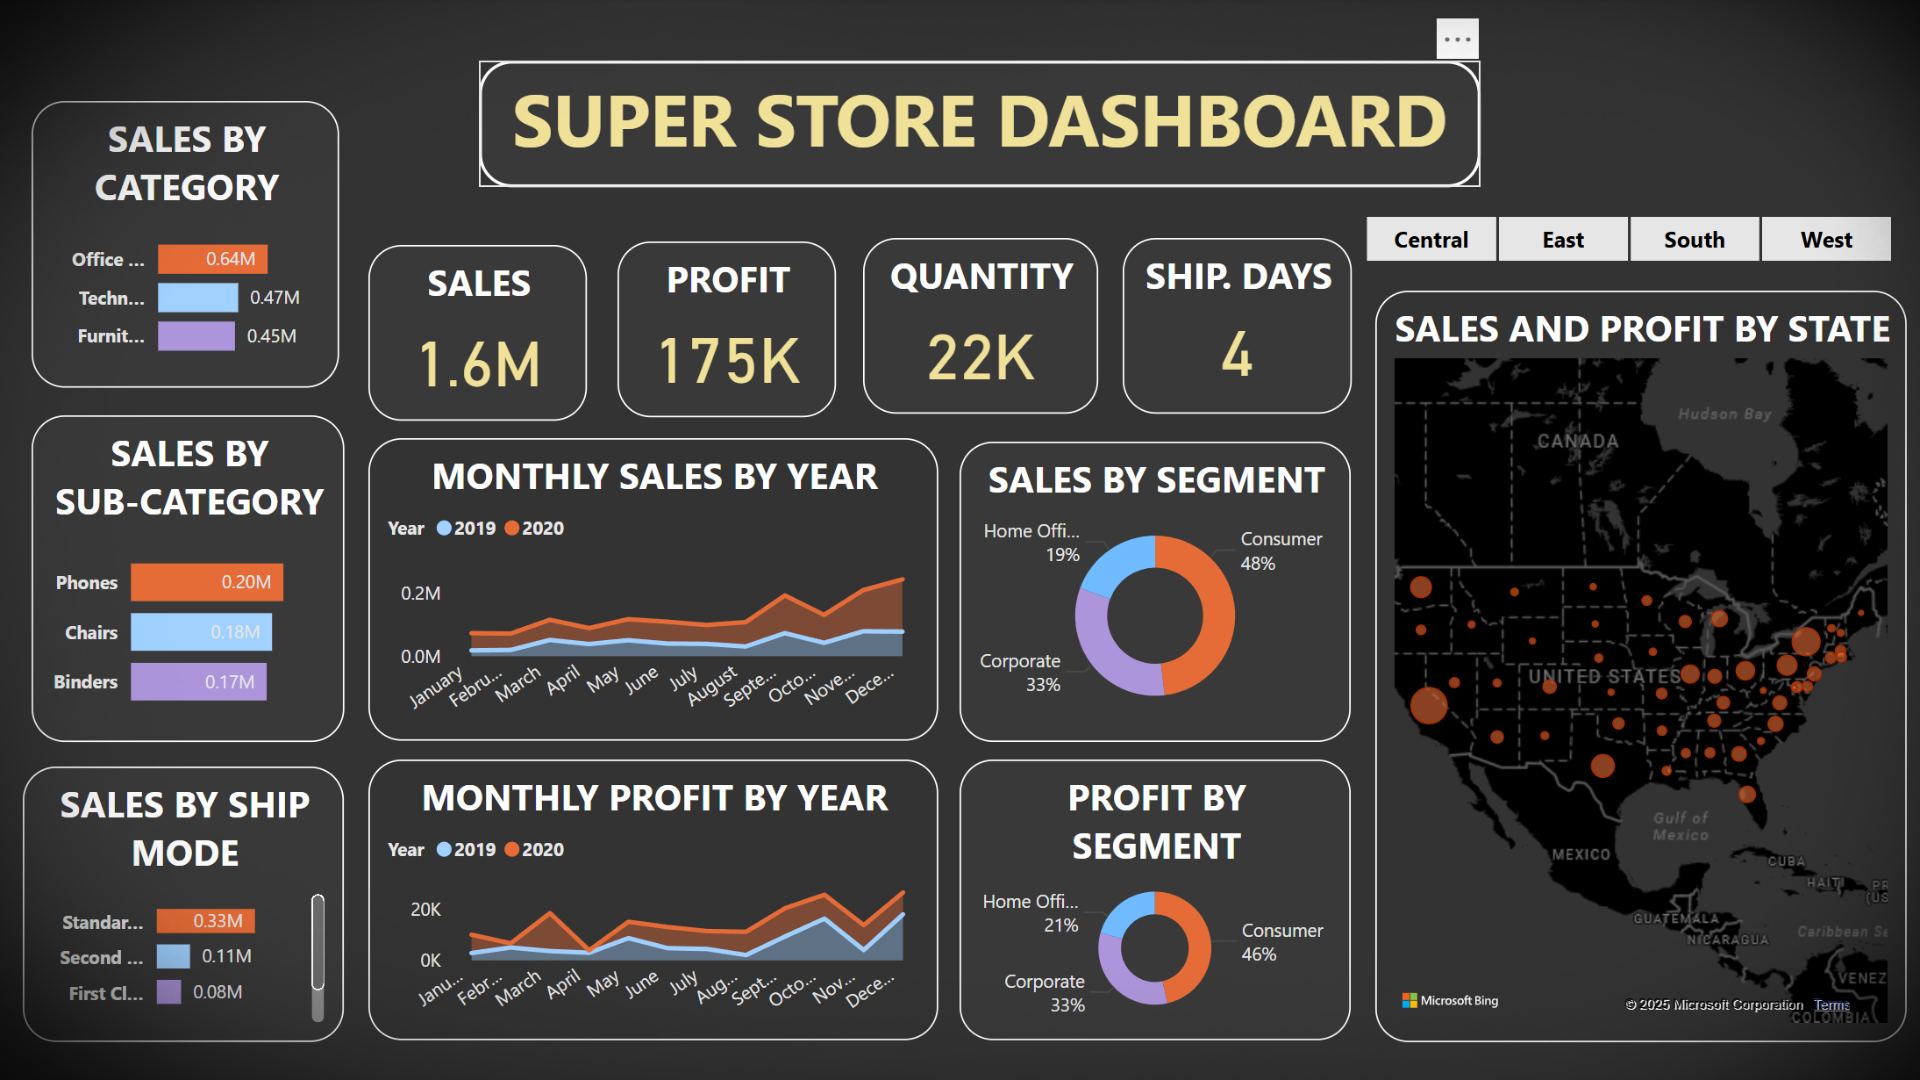 ...
SUPER STORE DASHBOARD
SALES BY
CATEGORY
Office ...
0.64M
Techn...
0.47M
Furnit...
0.45M
SALES
1.6M
PROFIT
175K
QUANTITY
22K
SHIP. DAYS
4
Central
East
South
West
SALES BY
SUB-CATEGORY
Phones
0.20M
Chairs
0.18M
Binders
0.17M
MONTHLY SALES BY YEAR
Year 2019 2020
0.2M
0.0M
January
Febru...
March
April
May
June
July
August
Septe...
Octo...
Nove...
Dece...
SALES BY SEGMENT
Home Offi...
19%
Consumer
48%
Corporate
33%
SALES BY SHIP
MODE
Standar...
0.33M
Second ...
0.11M
First Cl...
0.08M
MONTHLY PROFIT BY YEAR
Year 2019 2020
20K
0K
Janu...
Febr...
March
April
May
June
July
Aug...
Sept...
Octo...
Nov...
Dece...
PROFIT BY
SEGMENT
Home Offi...
21%
Consumer
46%
Corporate
33%
SALES AND PROFIT BY STATE
Hudson Bay
CANADA
UNITED STATES
Gulf of
Mexico
MEXICO
CUBA
HAITI
PR
(US
GUATEMALA
NICARAGUA
Caribbean Se
VENEZ
Microsoft Bing
© 2025 Microsoft Corporation Terms
COLOMBIA